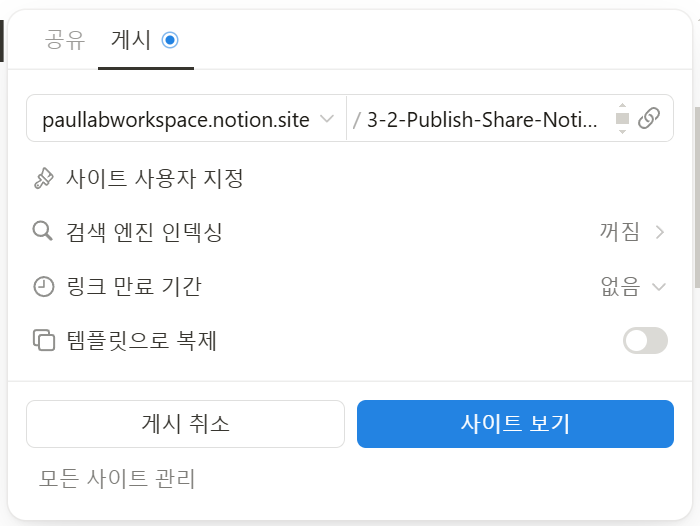 공유 게시
paullabworkspace.notion.site / 3-2-Publish-Share-Noti...
사이트 사용자 지정
검색 엔진 인덱싱 꺼짐
링크 만료 기간 없음
템플릿으로 복제
게시 취소 사이트 보기
모든 사이트 관리